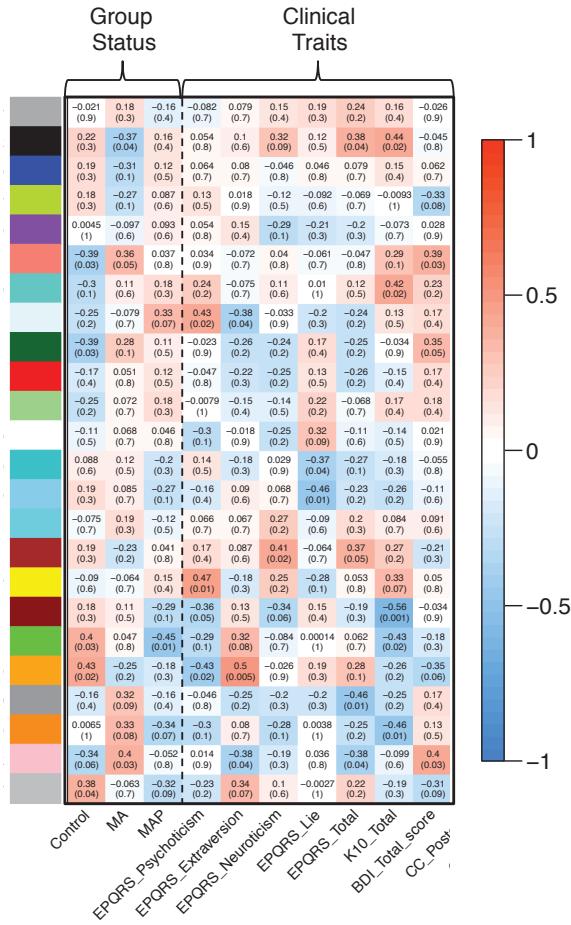 Group
Status
Clinical
Traits
−0.021 0.18 −0.16 −0.082 0.079 0.15 0.19 0.24 0.16 −0.026
(0.9) (0.3) (0.4) (0.7) (0.7) (0.4) (0.3) (0.2) (0.4) (0.9)
0.22 −0.37 0.16 0.054 0.1 0.32 0.12 0.38 0.44 −0.045
(0.3) (0.04) (0.4) (0.8) (0.6) (0.09) (0.5) (0.04) (0.02) (0.8)
0.19 −0.31 0.12 0.064 0.08 −0.046 0.046 0.079 0.15 0.062
(0.3) (0.1) (0.5) (0.7) (0.7) (0.8) (0.8) (0.7) (0.4) (0.7)
0.18 −0.27 0.087 0.13 0.018 −0.12 −0.092 −0.069 −0.0093 −0.33
(0.3) (0.1) (0.6) (0.5) (0.9) (0.5) (0.6) (0.7) (1) (0.08)
0.0045 −0.097 0.093 0.054 0.15 −0.29 −0.21 −0.2 −0.073 0.028
(1) (0.6) (0.6) (0.8) (0.4) (0.1) (0.3) (0.3) (0.7) (0.9)
−0.39 0.36 0.037 0.034 −0.072 0.04 −0.061 −0.047 0.29 0.39
(0.03) (0.05) (0.8) (0.9) (0.7) (0.8) (0.7) (0.8) (0.1) (0.03)
−0.3 0.11 0.18 0.24 −0.075 0.11 0.01 0.12 0.42 0.23
(0.1) (0.6) (0.3) (0.2) (0.7) (0.6) (1) (0.5) (0.02) (0.2)
−0.25 −0.079 0.33 0.43 −0.38 −0.033 −0.2 −0.24 0.13 0.17
(0.2) (0.7) (0.07) (0.02) (0.04) (0.9) (0.3) (0.2) (0.5) (0.4)
−0.39 0.28 0.11 −0.023 −0.26 −0.24 0.17 −0.25 −0.034 0.35
(0.03) (0.1) (0.5) (0.9) (0.2) (0.2) (0.4) (0.2) (0.9) (0.05)
−0.17 0.051 0.12 −0.047 −0.22 −0.25 0.13 −0.26 −0.15 0.17
(0.4) (0.8) (0.5) (0.8) (0.3) (0.2) (0.5) (0.2) (0.4) (0.4)
−0.25 0.072 0.18 −0.0079 −0.15 −0.14 0.22 −0.068 0.17 0.18
(0.2) (0.7) (0.3) (1) (0.4) (0.5) (0.2) (0.7) (0.4) (0.4)
−0.11 0.068 0.046 −0.3 −0.018 −0.25 0.32 −0.11 −0.14 0.021
(0.5) (0.7) (0.8) (0.1) (0.9) (0.2) (0.09) (0.6) (0.5) (0.9)
0.088 0.12 −0.2 0.14 −0.18 0.029 −0.37 −0.27 −0.18 −0.055
(0.6) (0.5) (0.3) (0.5) (0.3) (0.9) (0.04) (0.1) (0.3) (0.8)
0.19 0.085 −0.27 −0.16 0.09 0.068 −0.46 −0.23 −0.26 −0.11
(0.3) (0.7) (0.1) (0.4) (0.6) (0.7) (0.01) (0.2) (0.2) (0.6)
−0.075 0.19 −0.12 0.066 0.067 0.27 −0.09 0.2 0.084 0.091
(0.7) (0.3) (0.5) (0.7) (0.7) (0.2) (0.6) (0.3) (0.7) (0.6)
0.19 −0.23 0.041 0.17 0.087 0.41 −0.064 0.37 0.27 −0.21
(0.3) (0.2) (0.8) (0.4) (0.6) (0.02) (0.7) (0.05) (0.2) (0.3)
−0.09 −0.064 0.15 0.47 −0.18 0.25 −0.28 0.053 0.33 0.05
(0.6) (0.7) (0.4) (0.01) (0.3) (0.2) (0.1) (0.8) (0.07) (0.8)
0.18 0.11 −0.29 −0.36 0.13 −0.34 0.15 −0.19 −0.56 −0.034
(0.3) (0.5) (0.1) (0.05) (0.5) (0.06) (0.4) (0.3) (0.001) (0.9)
0.4 0.047 −0.45 −0.29 0.32 −0.084 0.00014 0.062 −0.43 −0.18
(0.03) (0.8) (0.01) (0.1) (0.08) (0.7) (1) (0.7) (0.02) (0.3)
0.43 −0.25 −0.18 −0.43 0.5 −0.026 0.19 0.28 −0.26 −0.35
(0.02) (0.2) (0.3) (0.02) (0.005) (0.9) (0.3) (0.1) (0.2) (0.06)
−0.16 0.32 −0.16 −0.046 −0.25 −0.2 −0.2 −0.46 −0.25 0.17
(0.4) (0.09) (0.4) (0.8) (0.2) (0.3) (0.3) (0.01) (0.2) (0.4)
0.0065 0.33 −0.34 −0.3 0.08 −0.28 0.0038 −0.25 −0.46 0.13
(1) (0.08) (0.07) (0.1) (0.7) (0.1) (1) (0.2) (0.01) (0.5)
−0.34 0.4 −0.052 0.014 −0.38 −0.19 0.036 −0.38 −0.099 0.4
(0.06) (0.03) (0.8) (0.9) (0.04) (0.3) (0.8) (0.04) (0.6) (0.03)
0.38 −0.063 −0.32 −0.23 0.34 0.1 −0.0027 0.22 −0.19 −0.31
(0.04) (0.7) (0.09) (0.2) (0.07) (0.6) (1) (0.2) (0.3) (0.09)
Control
MA
MAP
EPQRS_Psychoticism
EPQRS_Extraversion
EPQRS_Neuroticism
EPQRS_Lie
EPQRS_Total
K10_Total
BDI_Total_score
CC_Post
1
0.5
0
−0.5
−1